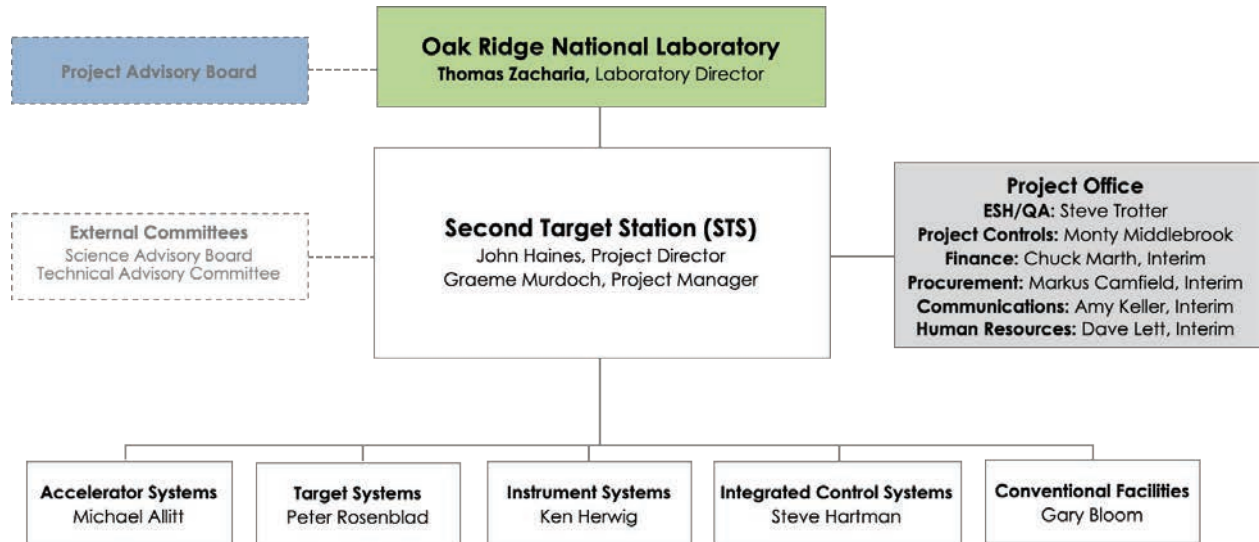 Project Advisory Board
Oak Ridge National Laboratory
Thomas Zacharia, Laboratory Director
External Committees
Science Advisory Board
Technical Advisory Committee
Second Target Station (STS)
John Haines, Project Director
Graeme Murdoch, Project Manager
Project Office
ESH/QA: Steve Trotter
Project Controls: Monty Middlebrook
Finance: Chuck Marth, Interim
Procurement: Markus Camfield, Interim
Communications: Amy Keller, Interim
Human Resources: Dave Lett, Interim
Accelerator Systems
Michael Allitt
Target Systems
Peter Rosenblad
Instrument Systems
Ken Herwig
Integrated Control Systems
Steve Hartman
Conventional Facilities
Gary Bloom